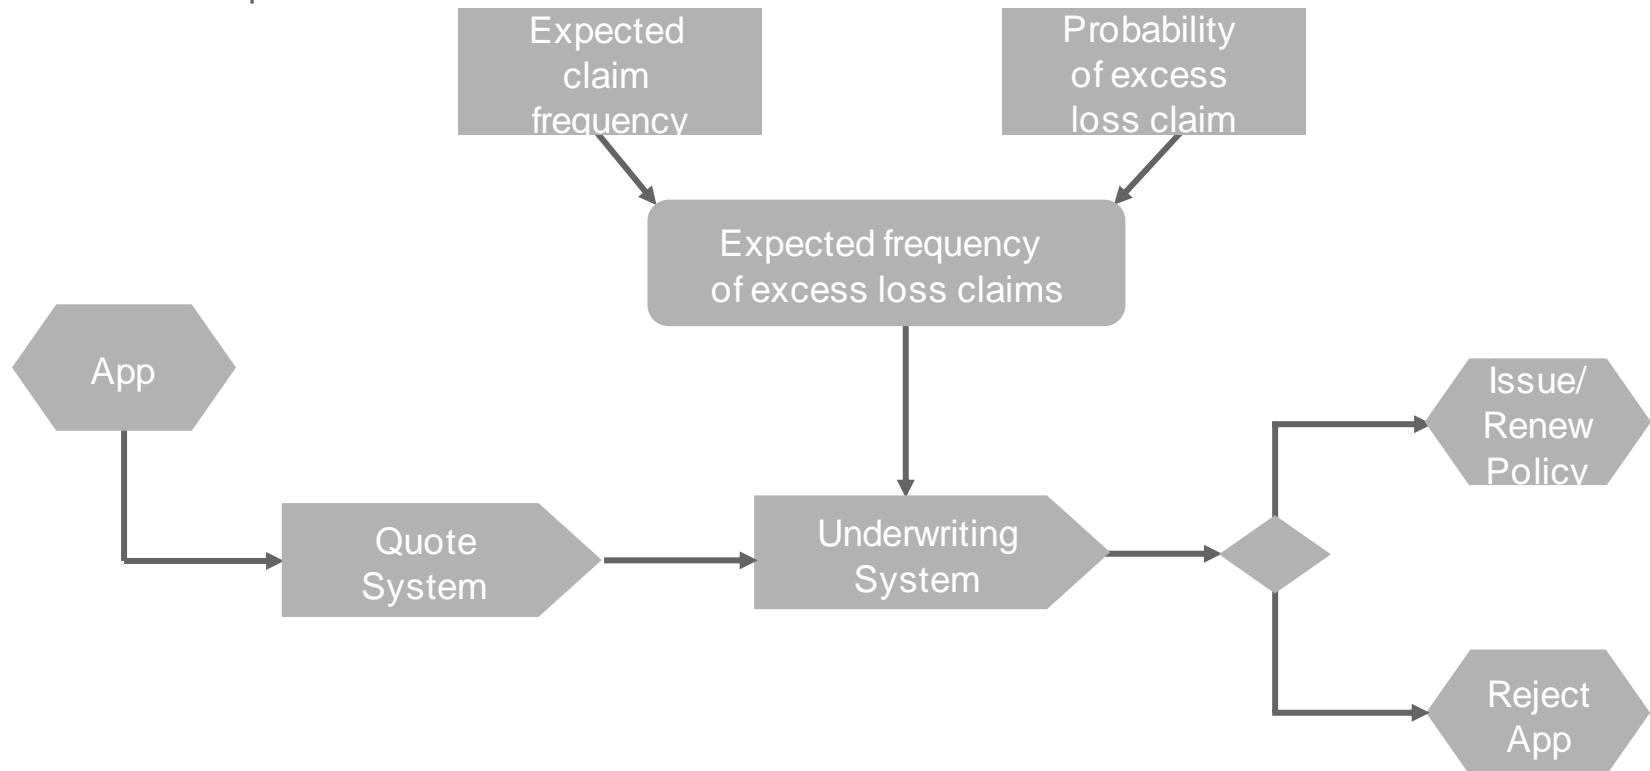 Expected
claim
frequency
Probability
of excess
loss claim
Expected frequency
of excess loss claims
App
Issue/
Renew
Policy
Quote
System
Underwriting
System
Reject
App